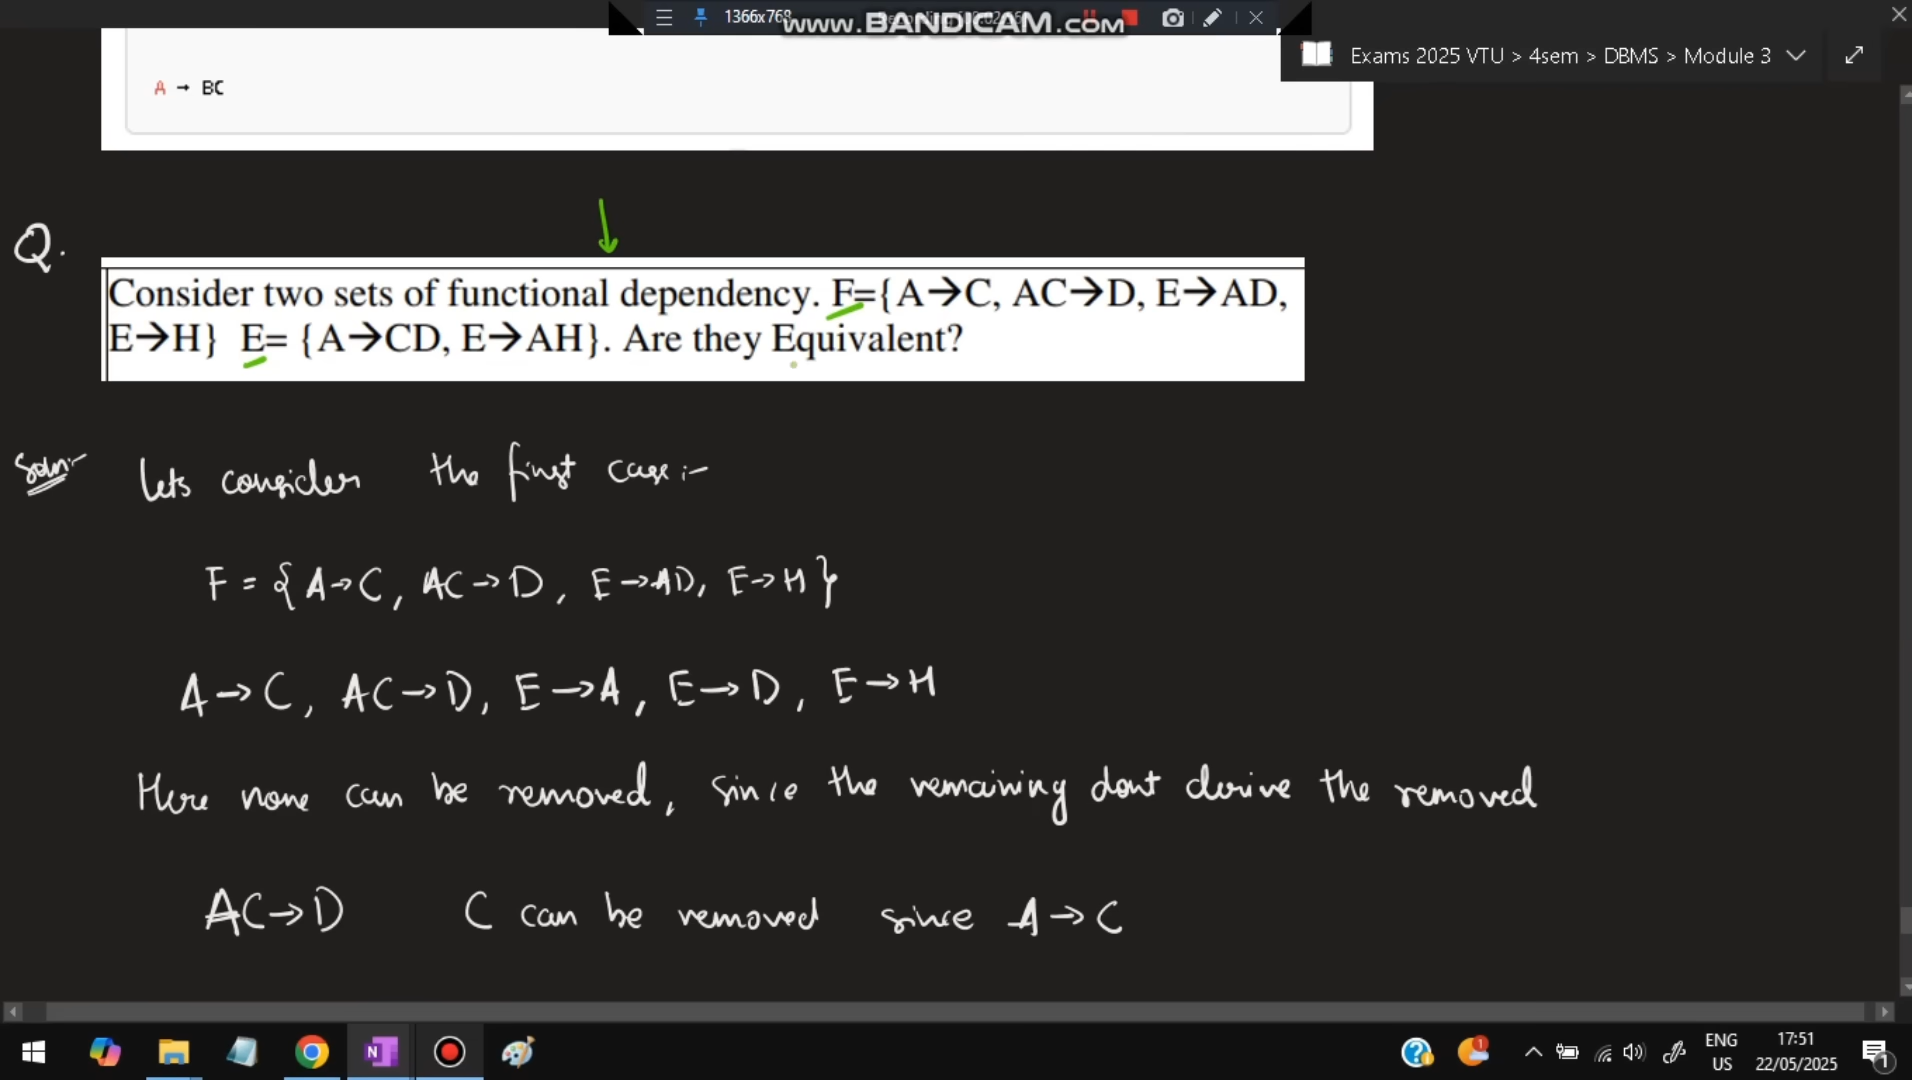 1366x768
www.BANDICAM.com
Exams 2025 VTU > 4sem > DBMS > Module 3
A → BC
Q.
Consider two sets of functional dependency. F={A→C, AC→D, E→AD,
E→H} E= {A→CD, E→AH}. Are they Equivalent?
Soln:-
Lets consider the first case:-
F = {A→C, AC→D, E→AD, E→H}
A→C, AC→D, E→A, E→D, E→H
Here none can be removed, since the remaining dont derive the removed
AC→D C can be removed since A→C
N
1
ENG
US
17:51
22/05/2025
1